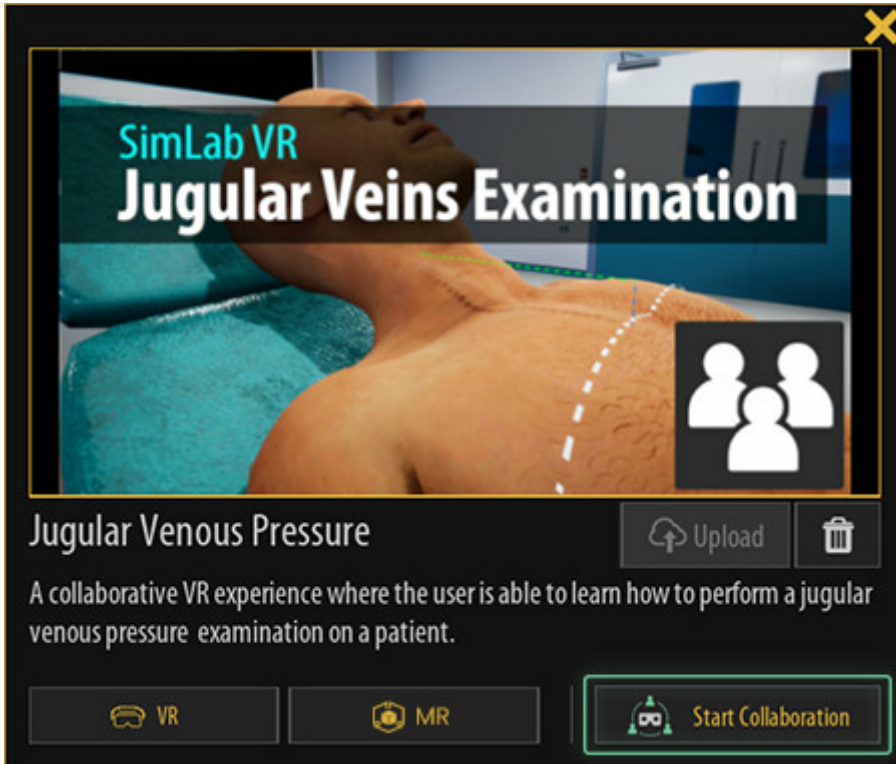 SimLab VR
Jugular Veins Examination
Jugular Venous Pressure
Upload
A collaborative VR experience where the user is able to learn how to perform a jugular
venous pressure examination on a patient.
VR
MR
Start Collaboration